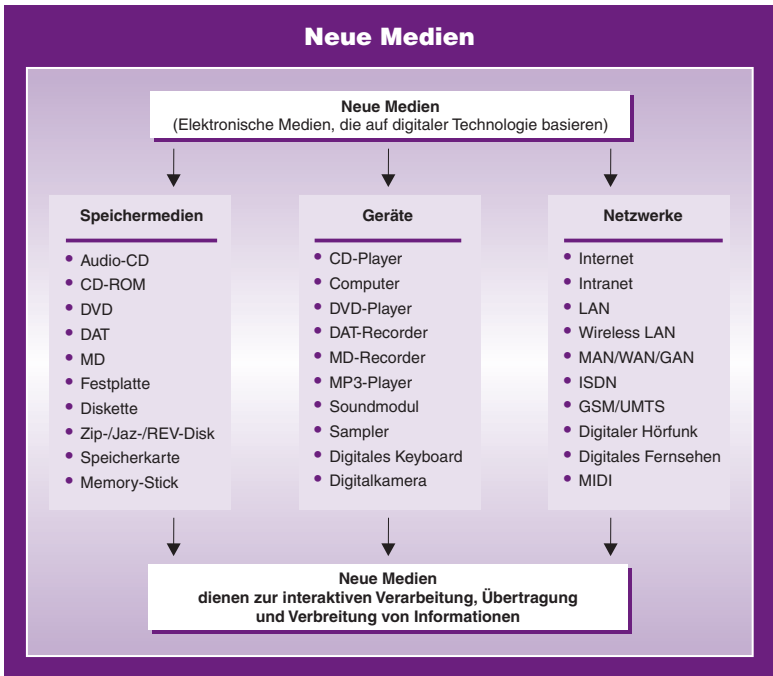 Neue Medien
Neue Medien
(Elektronische Medien, die auf digitaler Technologie basieren)
Speichermedien
• Audio-CD
• CD-ROM
• DVD
• DAT
• MD
• Festplatte
• Diskette
• Zip-/Jaz-/REV-Disk
• Speicherkarte
• Memory-Stick
Geräte
• CD-Player
• Computer
• DVD-Player
• DAT-Recorder
• MD-Recorder
• MP3-Player
• Soundmodul
• Sampler
• Digitales Keyboard
• Digitalkamera
Netzwerke
• Internet
• Intranet
• LAN
• Wireless LAN
• MAN/WAN/GAN
• ISDN
• GSM/UMTS
• Digitaler Hörfunk
• Digitales Fernsehen
• MIDI
Neue Medien
dienen zur interaktiven Verarbeitung, Übertragung
und Verbreitung von Informationen